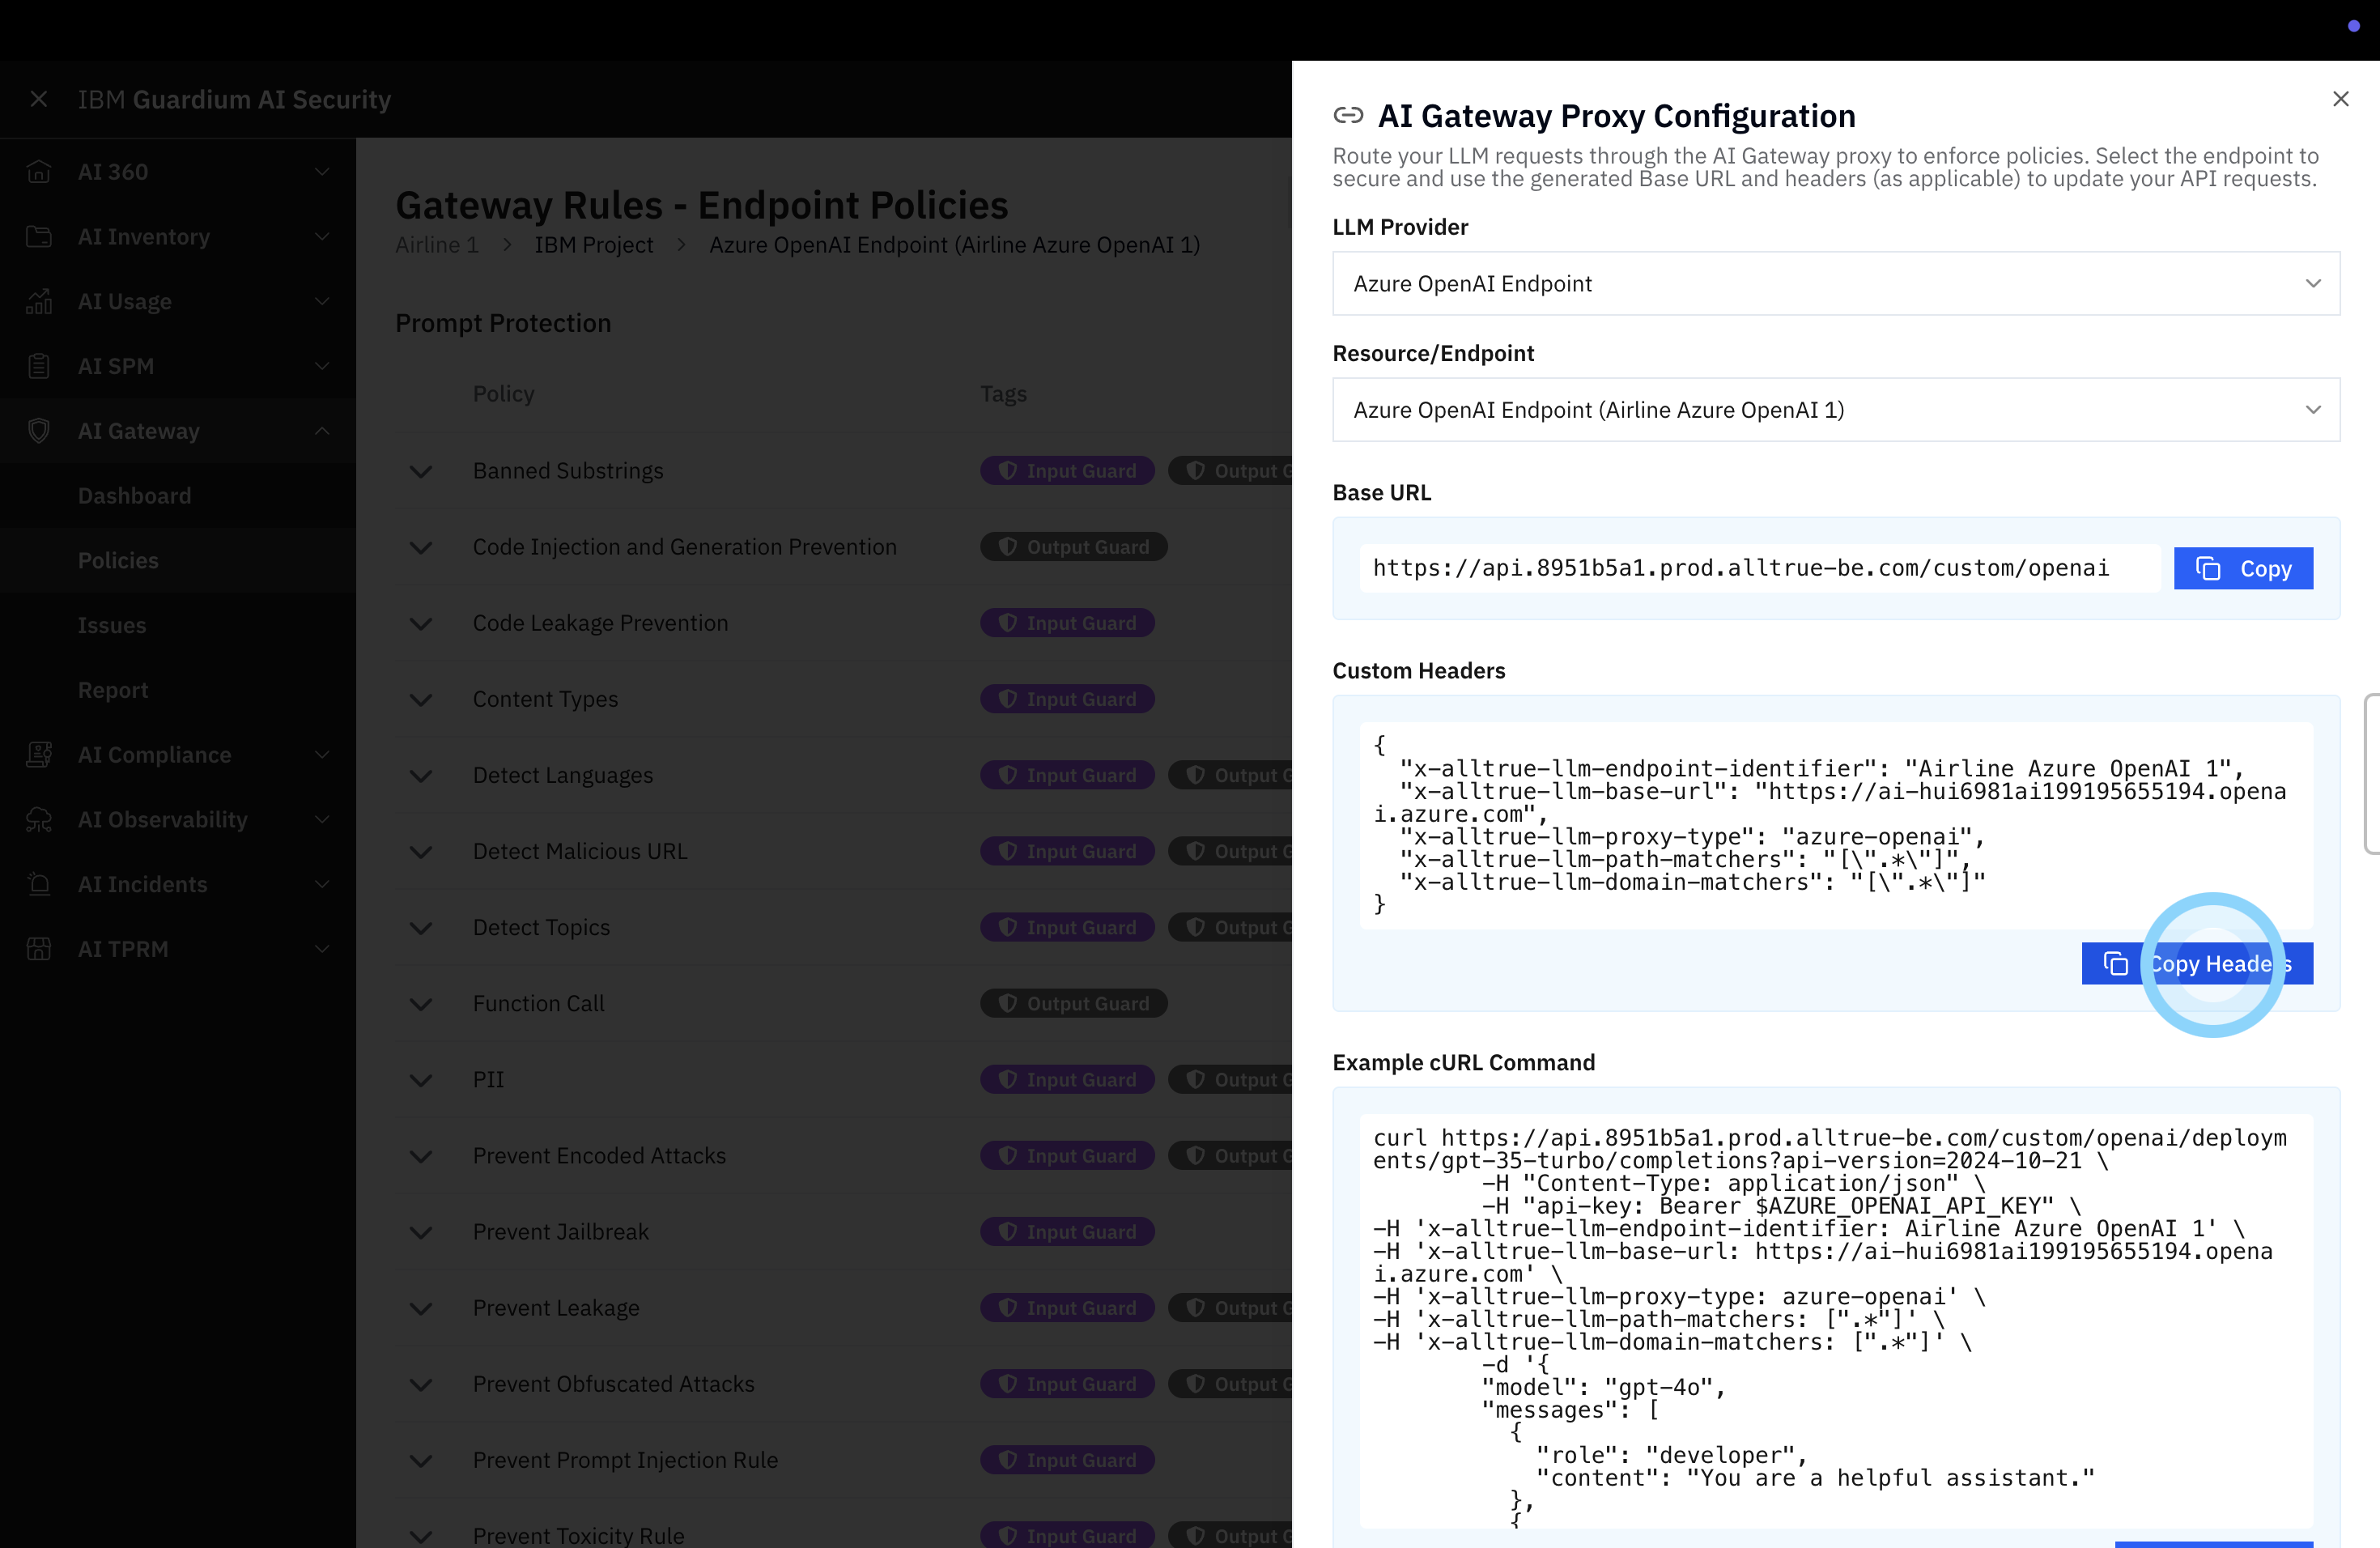 IBM Guardium AI Security
AI 360
AI Inventory
AI Usage
AI SPM
AI Gateway
Dashboard
Policies
Issues
Report
AI Compliance
AI Observability
AI Incidents
AI TPRM
Gateway Rules - Endpoint Policies
Airline 1 > IBM Project > Azure OpenAI Endpoint (Airline Azure OpenAI 1)
Prompt Protection
Policy Tags
Banned Substrings Input Guard Output G
Code Injection and Generation Prevention Output Guard
Code Leakage Prevention Input Guard
Content Types Input Guard
Detect Languages Input Guard Output G
Detect Malicious URL Input Guard Output G
Detect Topics Input Guard Output G
Function Call Output Guard
PII Input Guard Output G
Prevent Encoded Attacks Input Guard Output G
Prevent Jailbreak Input Guard
Prevent Leakage Input Guard Output G
Prevent Obfuscated Attacks Input Guard Output G
Prevent Prompt Injection Rule Input Guard
Prevent Toxicity Rule Input Guard Output G
AI Gateway Proxy Configuration
Route your LLM requests through the AI Gateway proxy to enforce policies. Select the endpoint to
secure and use the generated Base URL and headers (as applicable) to update your API requests.
LLM Provider
Azure OpenAI Endpoint
Resource/Endpoint
Azure OpenAI Endpoint (Airline Azure OpenAI 1)
Base URL
https://api.8951b5a1.prod.alltrue-be.com/custom/openai Copy
Custom Headers
{
"x-alltrue-llm-endpoint-identifier": "Airline Azure OpenAI 1",
"x-alltrue-llm-base-url": "https://ai-hui6981ai199195655194.opena
i.azure.com",
"x-alltrue-llm-proxy-type": "azure-openai",
"x-alltrue-llm-path-matchers": "[\".*\"]",
"x-alltrue-llm-domain-matchers": "[\".*\"]"
}
Copy Headers
Example cURL Command
curl https://api.8951b5a1.prod.alltrue-be.com/custom/openai/deploym
ents/gpt-35-turbo/completions?api-version=2024-10-21 \
-H "Content-Type: application/json" \
-H "api-key: Bearer $AZURE_OPENAI_API_KEY" \
-H 'x-alltrue-llm-endpoint-identifier: Airline Azure OpenAI 1' \
-H 'x-alltrue-llm-base-url: https://ai-hui6981ai199195655194.opena
i.azure.com' \
-H 'x-alltrue-llm-proxy-type: azure-openai' \
-H 'x-alltrue-llm-path-matchers: [".*"]' \
-H 'x-alltrue-llm-domain-matchers: [".*"]' \
-d '{
"model": "gpt-4o",
"messages": [
{
"role": "developer",
"content": "You are a helpful assistant."
},
{